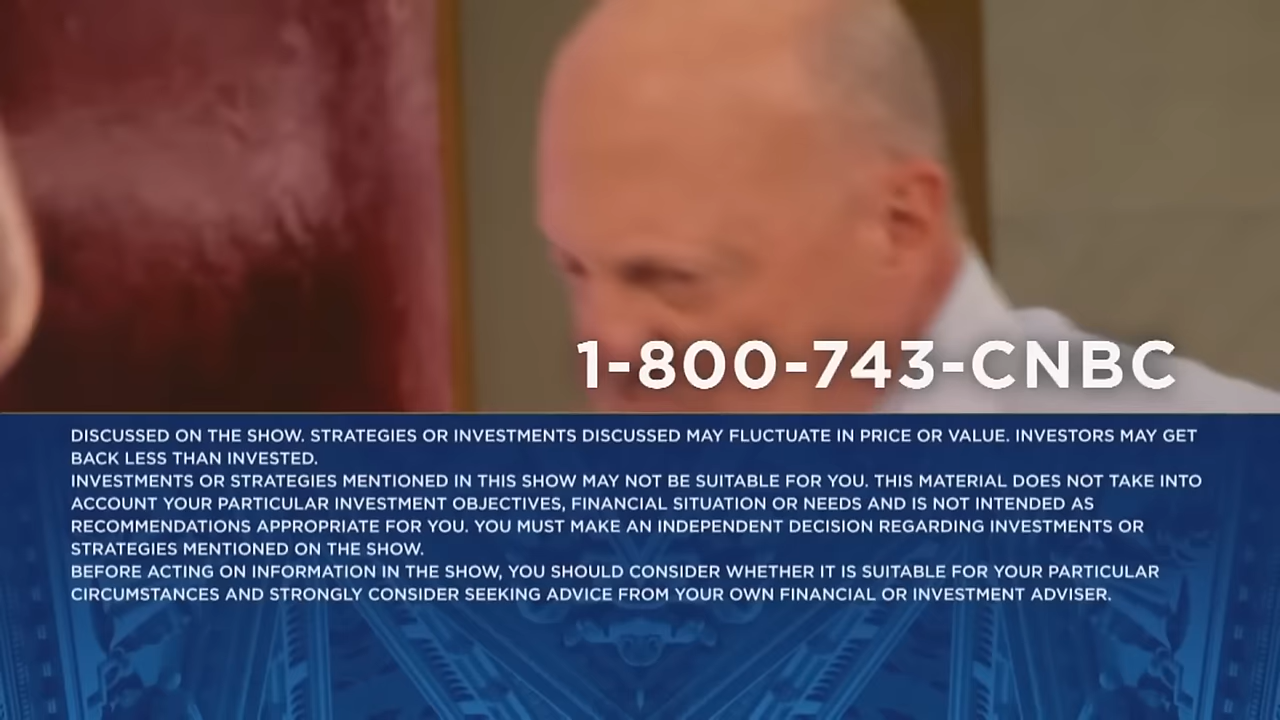 1-800-743-CNBC
DISCUSSED ON THE SHOW. STRATEGIES OR INVESTMENTS DISCUSSED MAY FLUCTUATE IN PRICE OR VALUE. INVESTORS MAY GET
BACK LESS THAN INVESTED.
INVESTMENTS OR STRATEGIES MENTIONED IN THIS SHOW MAY NOT BE SUITABLE FOR YOU. THIS MATERIAL DOES NOT TAKE INTO
ACCOUNT YOUR PARTICULAR INVESTMENT OBJECTIVES, FINANCIAL SITUATION OR NEEDS AND IS NOT INTENDED AS
RECOMMENDATIONS APPROPRIATE FOR YOU. YOU MUST MAKE AN INDEPENDENT DECISION REGARDING INVESTMENTS OR
STRATEGIES MENTIONED ON THE SHOW.
BEFORE ACTING ON INFORMATION IN THE SHOW, YOU SHOULD CONSIDER WHETHER IT IS SUITABLE FOR YOUR PARTICULAR
CIRCUMSTANCES AND STRONGLY CONSIDER SEEKING ADVICE FROM YOUR OWN FINANCIAL OR INVESTMENT ADVISER.